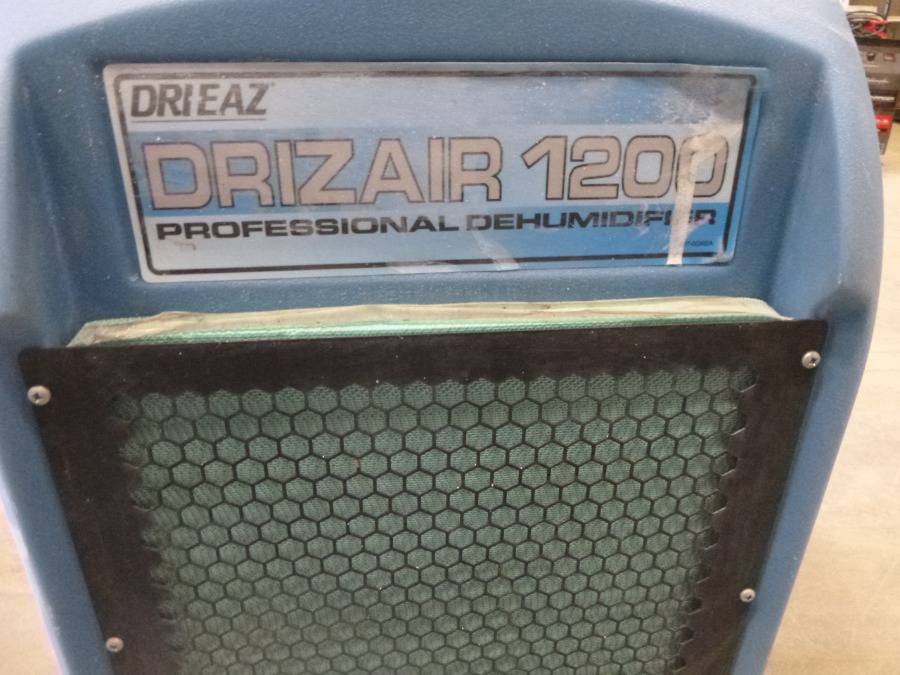 DRI-EAZ
DRIZAIR 1200
PROFESSIONAL DEHUMIDIFIER